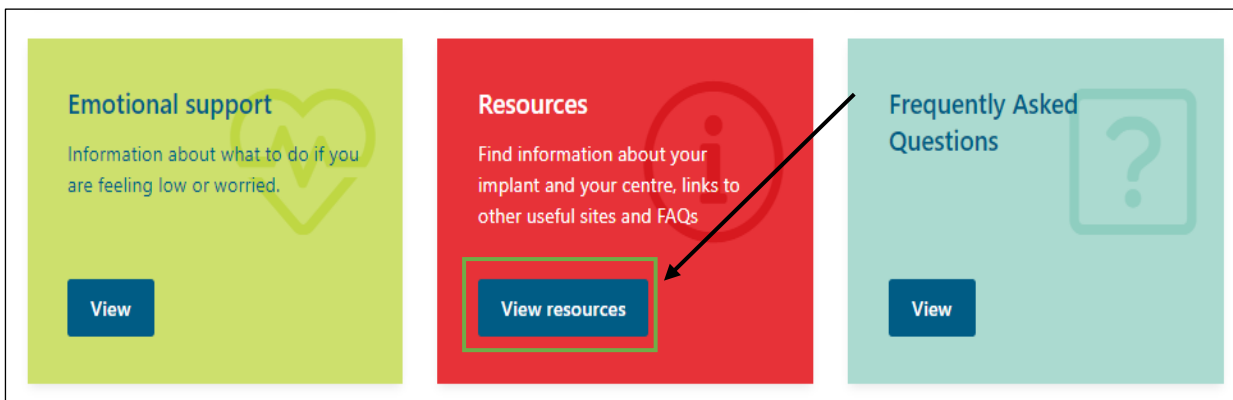 Emotional support
Information about what to do if you
are feeling low or worried.
View
Resources
Find information about your
implant and your centre, links to
other useful sites and FAQs
View resources
Frequently Asked
Questions
View